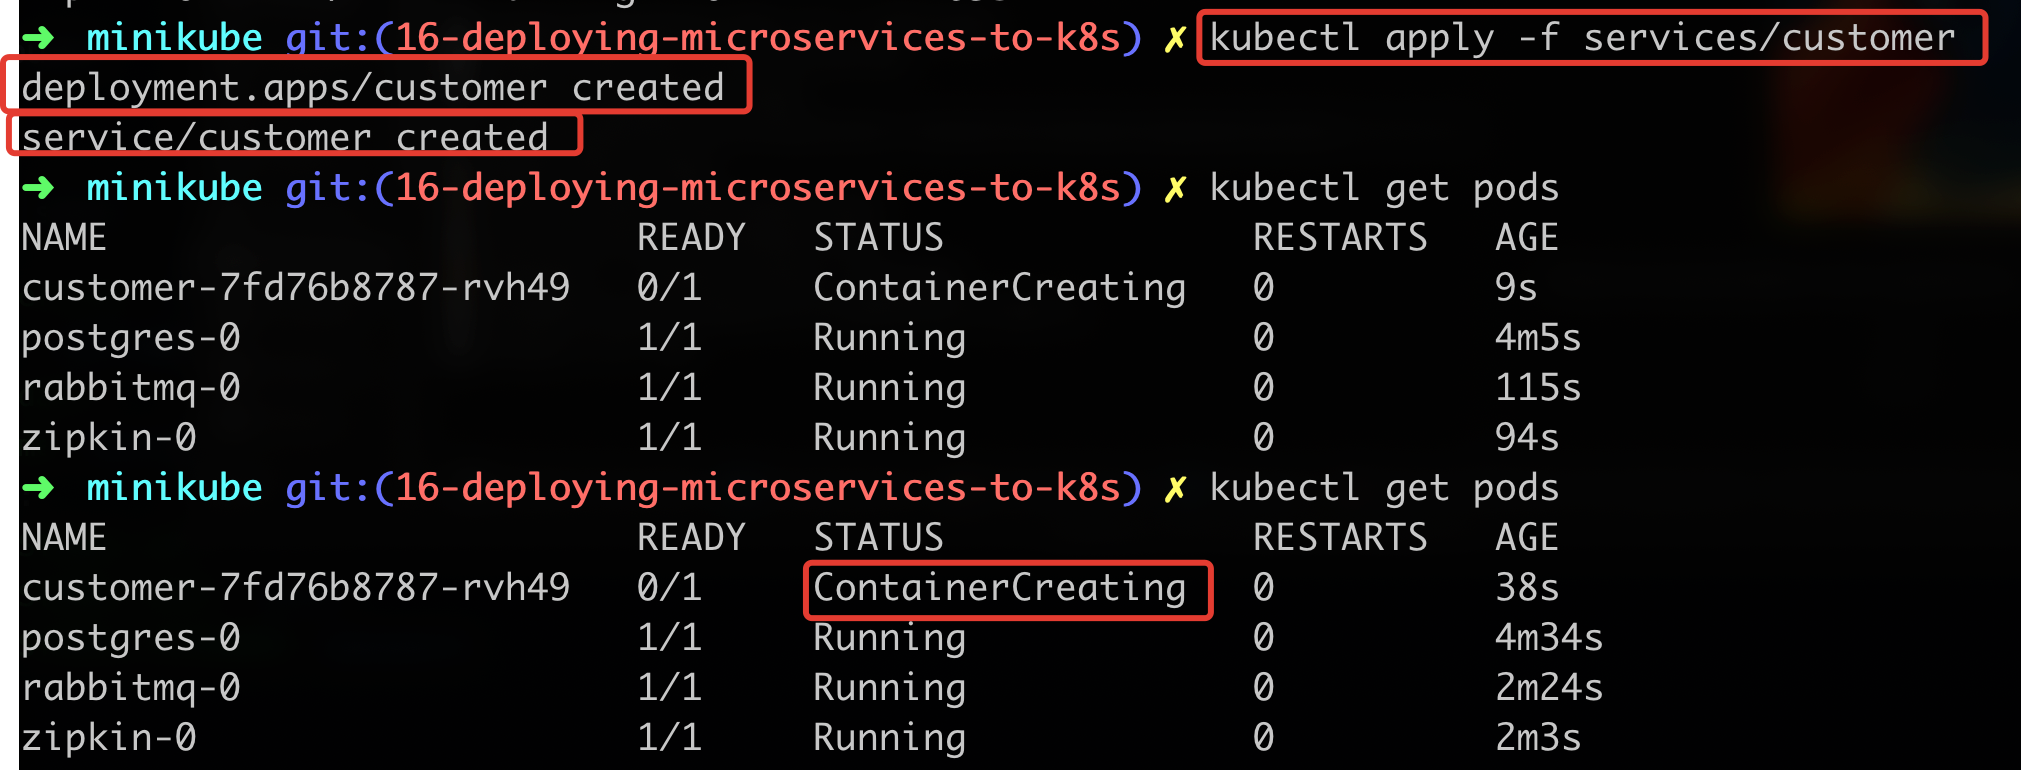 ➜ minikube git:(16-deploying-microservices-to-k8s) ✗ kubectl apply -f services/customer
deployment.apps/customer created
service/customer created
➜ minikube git:(16-deploying-microservices-to-k8s) ✗ kubectl get pods
NAME READY STATUS RESTARTS AGE
customer-7fd76b8787-rvh49 0/1 ContainerCreating 0 9s
postgres-0 1/1 Running 0 4m5s
rabbitmq-0 1/1 Running 0 115s
zipkin-0 1/1 Running 0 94s
➜ minikube git:(16-deploying-microservices-to-k8s) ✗ kubectl get pods
NAME READY STATUS RESTARTS AGE
customer-7fd76b8787-rvh49 0/1 ContainerCreating 0 38s
postgres-0 1/1 Running 0 4m34s
rabbitmq-0 1/1 Running 0 2m24s
zipkin-0 1/1 Running 0 2m3s